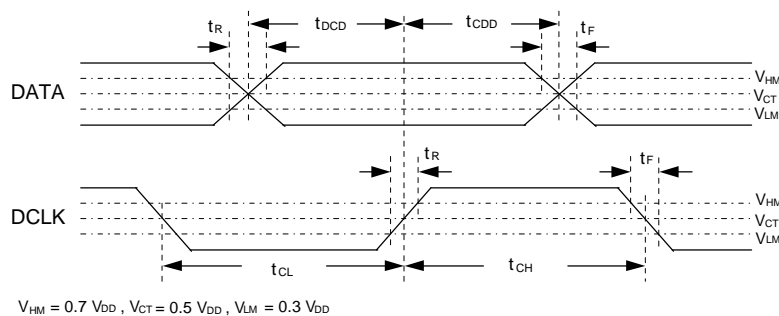 tR tDCD tCDD tF
DATA
VHM
VCT
VLM
tR tF
DCLK
VHM
VCT
VLM
tCL tCH
VHM = 0.7 VDD , VCT = 0.5 VDD , VLM = 0.3 VDD